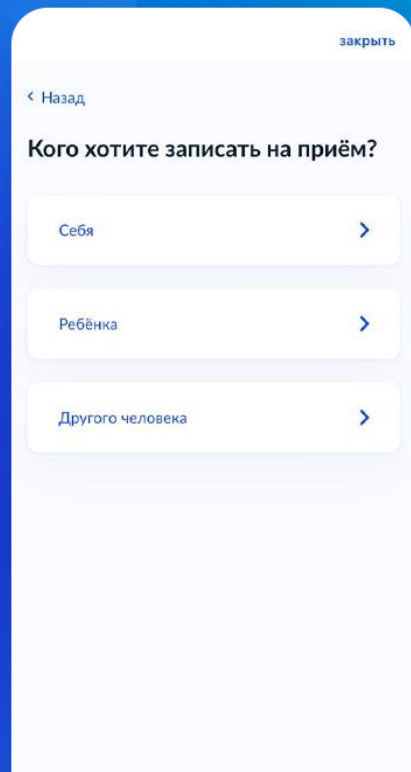 закрыть
Назад
Кого хотите записать на приём?
Себя
Ребёнка
Другого человека